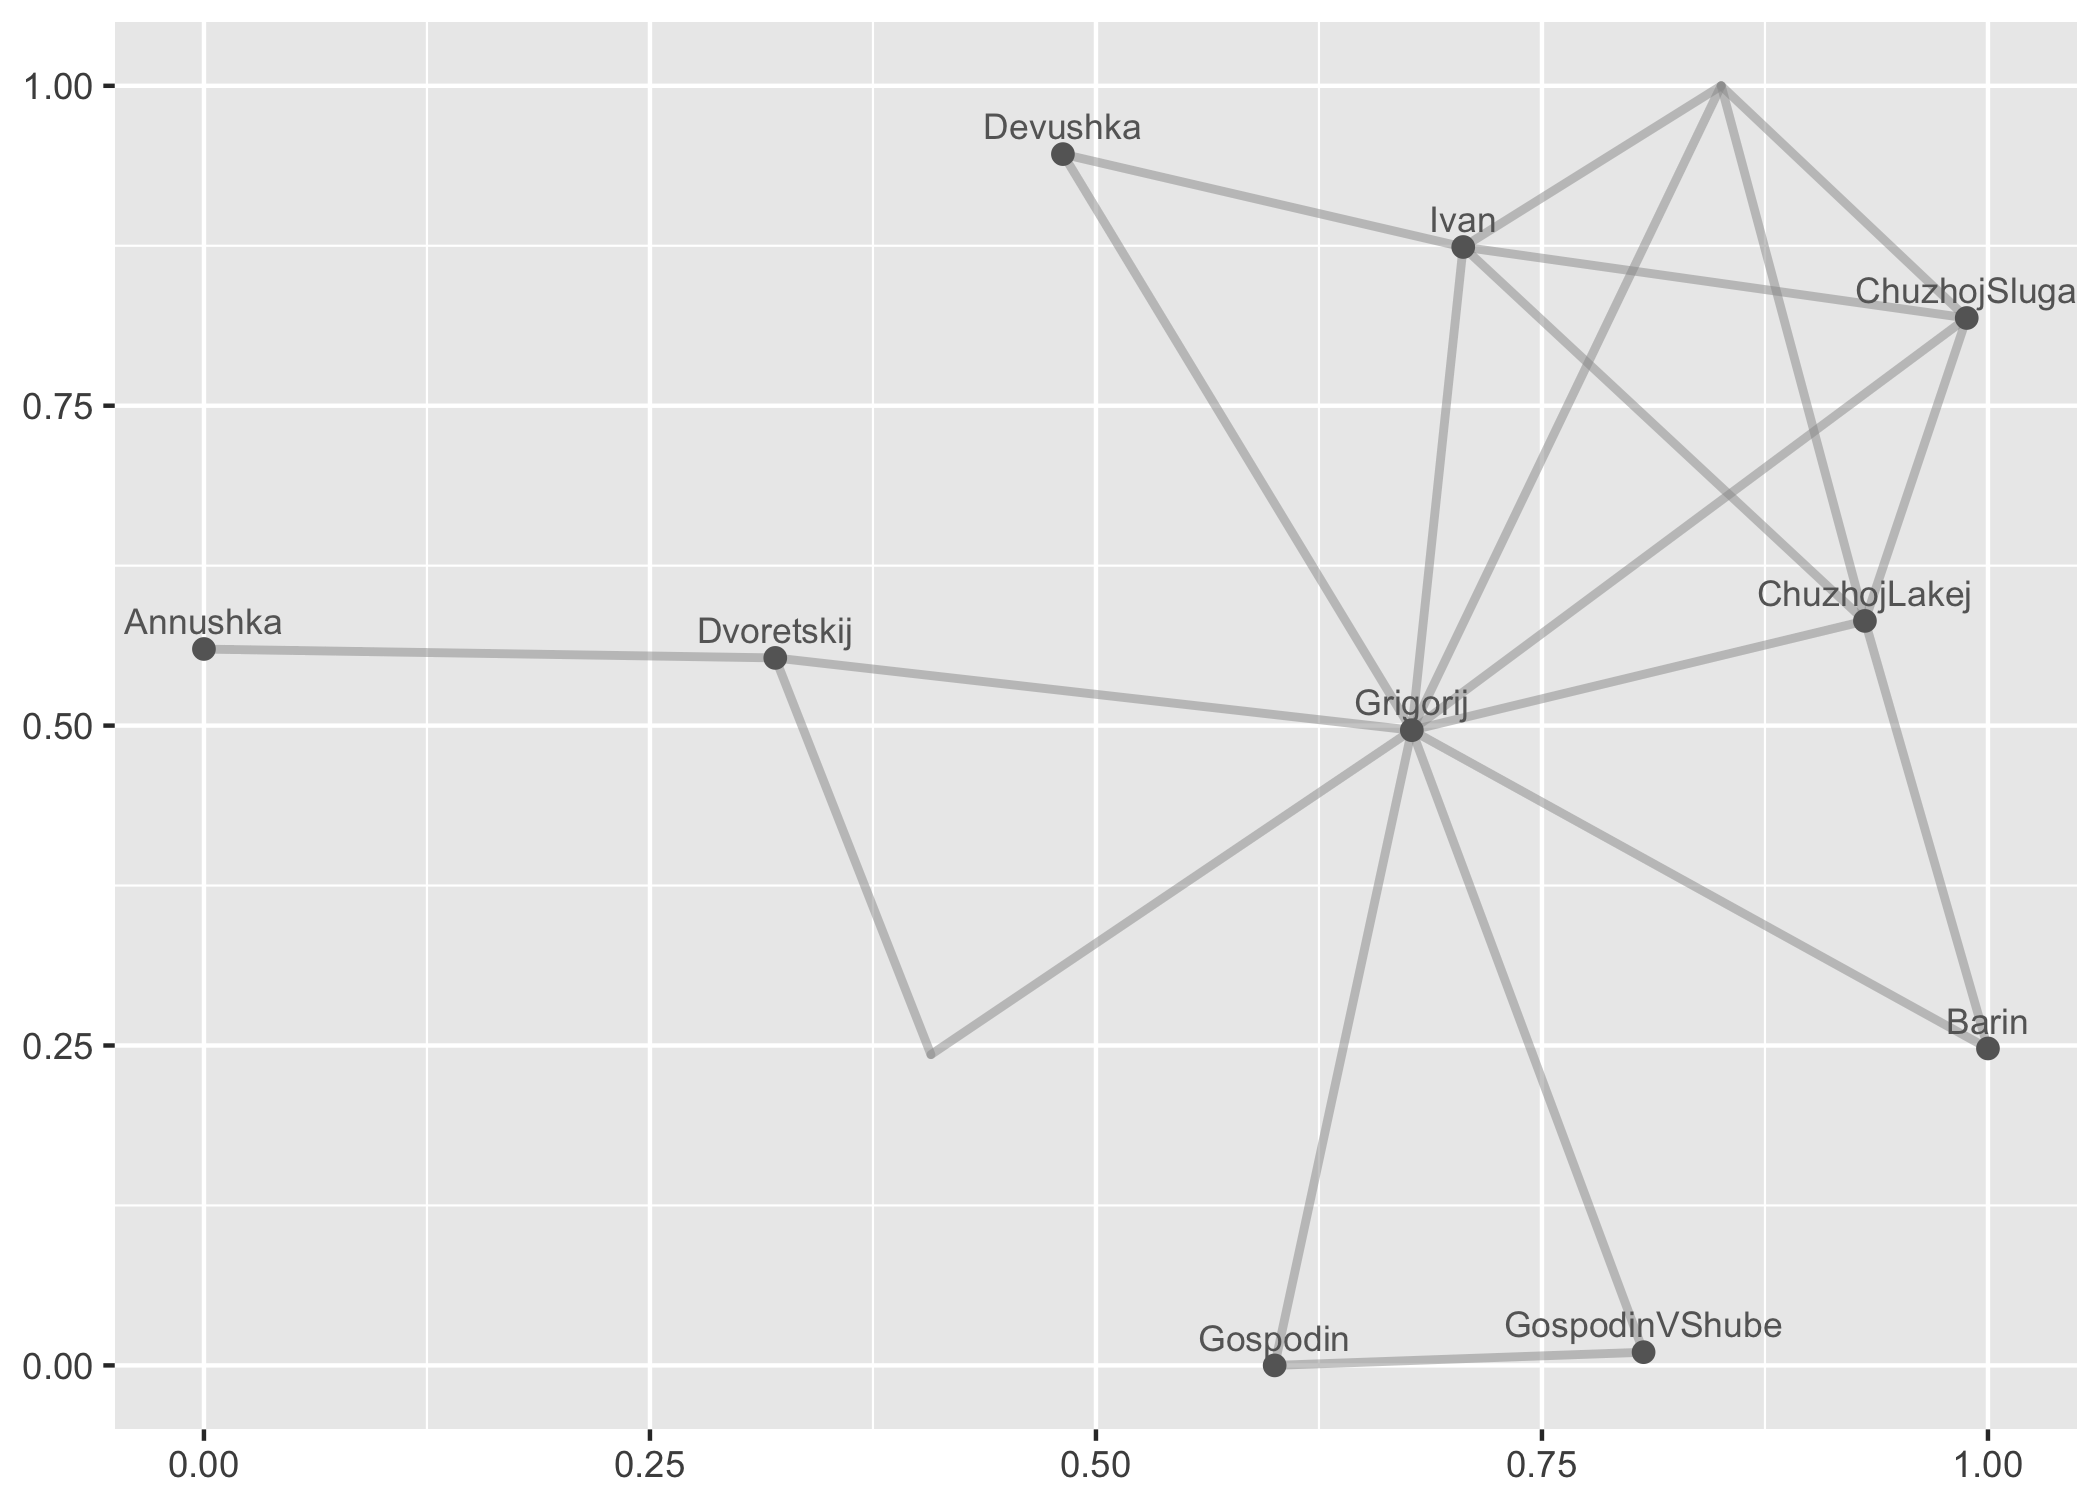 1.00
Devushka
Ivan
ChuzhojSluga
0.75
ChuzhojLakej
Annushka
Dvoretskij
Grigorij
0.50
Barin
0.25
GospodinVShube
Gospodin
0.00
0.00 0.25 0.50 0.75 1.00